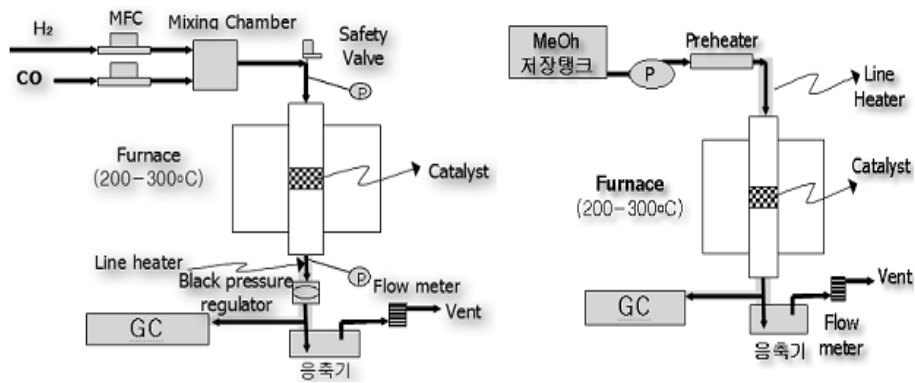 H₂
MFC
Mixing Chamber
Safety
Valve
CO
P
Furnace
(200-300oC)
Catalyst
Line heater
P
Black pressure
regulator
Flow meter
Vent
GC
응축기
MeOh
저장탱크
P
Preheater
Line
Heater
Furnace
(200-300oC)
Catalyst
GC
Vent
Flow
meter
응축기